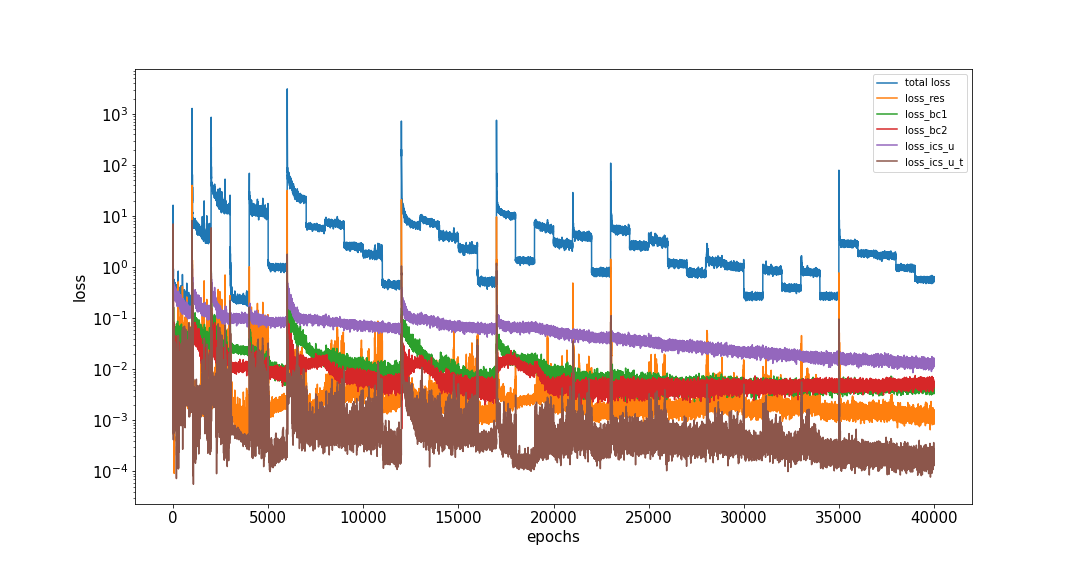 total loss
loss_res
loss_bc1
loss_bc2
loss_ics_u
loss_ics_u_t
10³
10²
10¹
10⁰
10⁻¹
10⁻²
10⁻³
10⁻⁴
loss
0 5000 10000 15000 20000 25000 30000 35000 40000
epochs